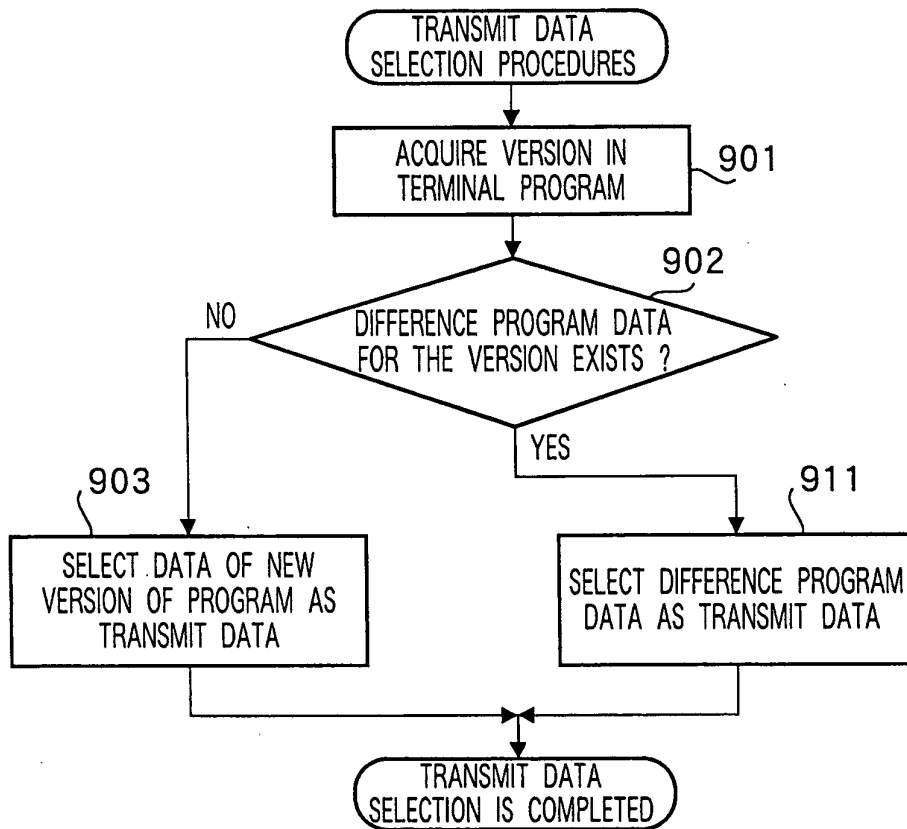 TRANSMIT DATA
SELECTION PROCEDURES
ACQUIRE VERSION IN
TERMINAL PROGRAM
901
902
DIFFERENCE PROGRAM DATA
FOR THE VERSION EXISTS ?
NO
YES
903
911
SELECT DATA OF NEW
VERSION OF PROGRAM AS
TRANSMIT DATA
SELECT DIFFERENCE PROGRAM
DATA AS TRANSMIT DATA
TRANSMIT DATA
SELECTION IS COMPLETED